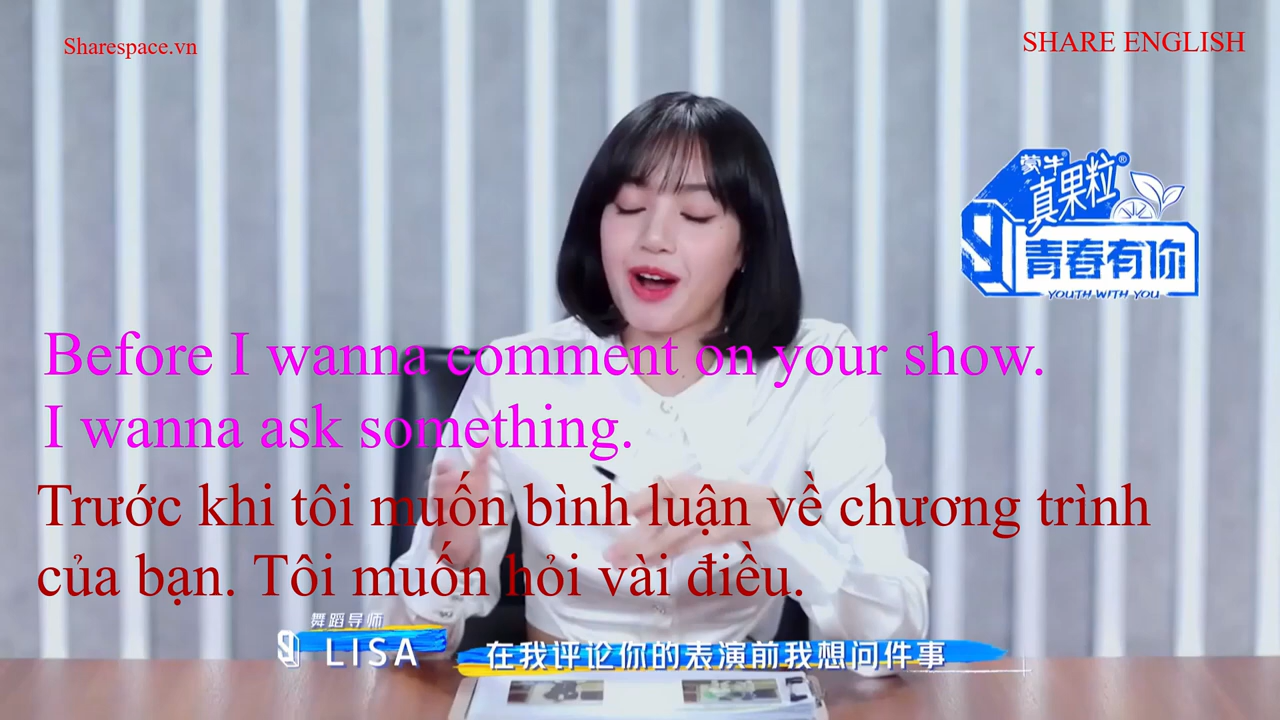 Sharespace.vn
SHARE ENGLISH
蒙牛®
真果粒®
青春有你
YOUTH WITH YOU
Before I wanna comment on your show.
I wanna ask something.
Trước khi tôi muốn bình luận về chương trình
của bạn. Tôi muốn hỏi vài điều.
舞蹈导师
LISA
在我评论你的表演前我想问件事